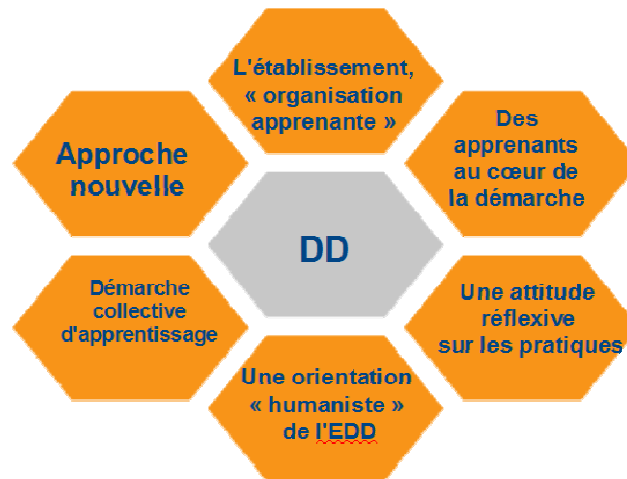 L'établissement,
« organisation
apprenante »
Approche
nouvelle
Des
apprenants
au cœur de
la démarche
DD
Démarche
collective
d'apprentissage
Une attitude
réflexive
sur les pratiques
Une orientation
« humaniste »
de l'EDD